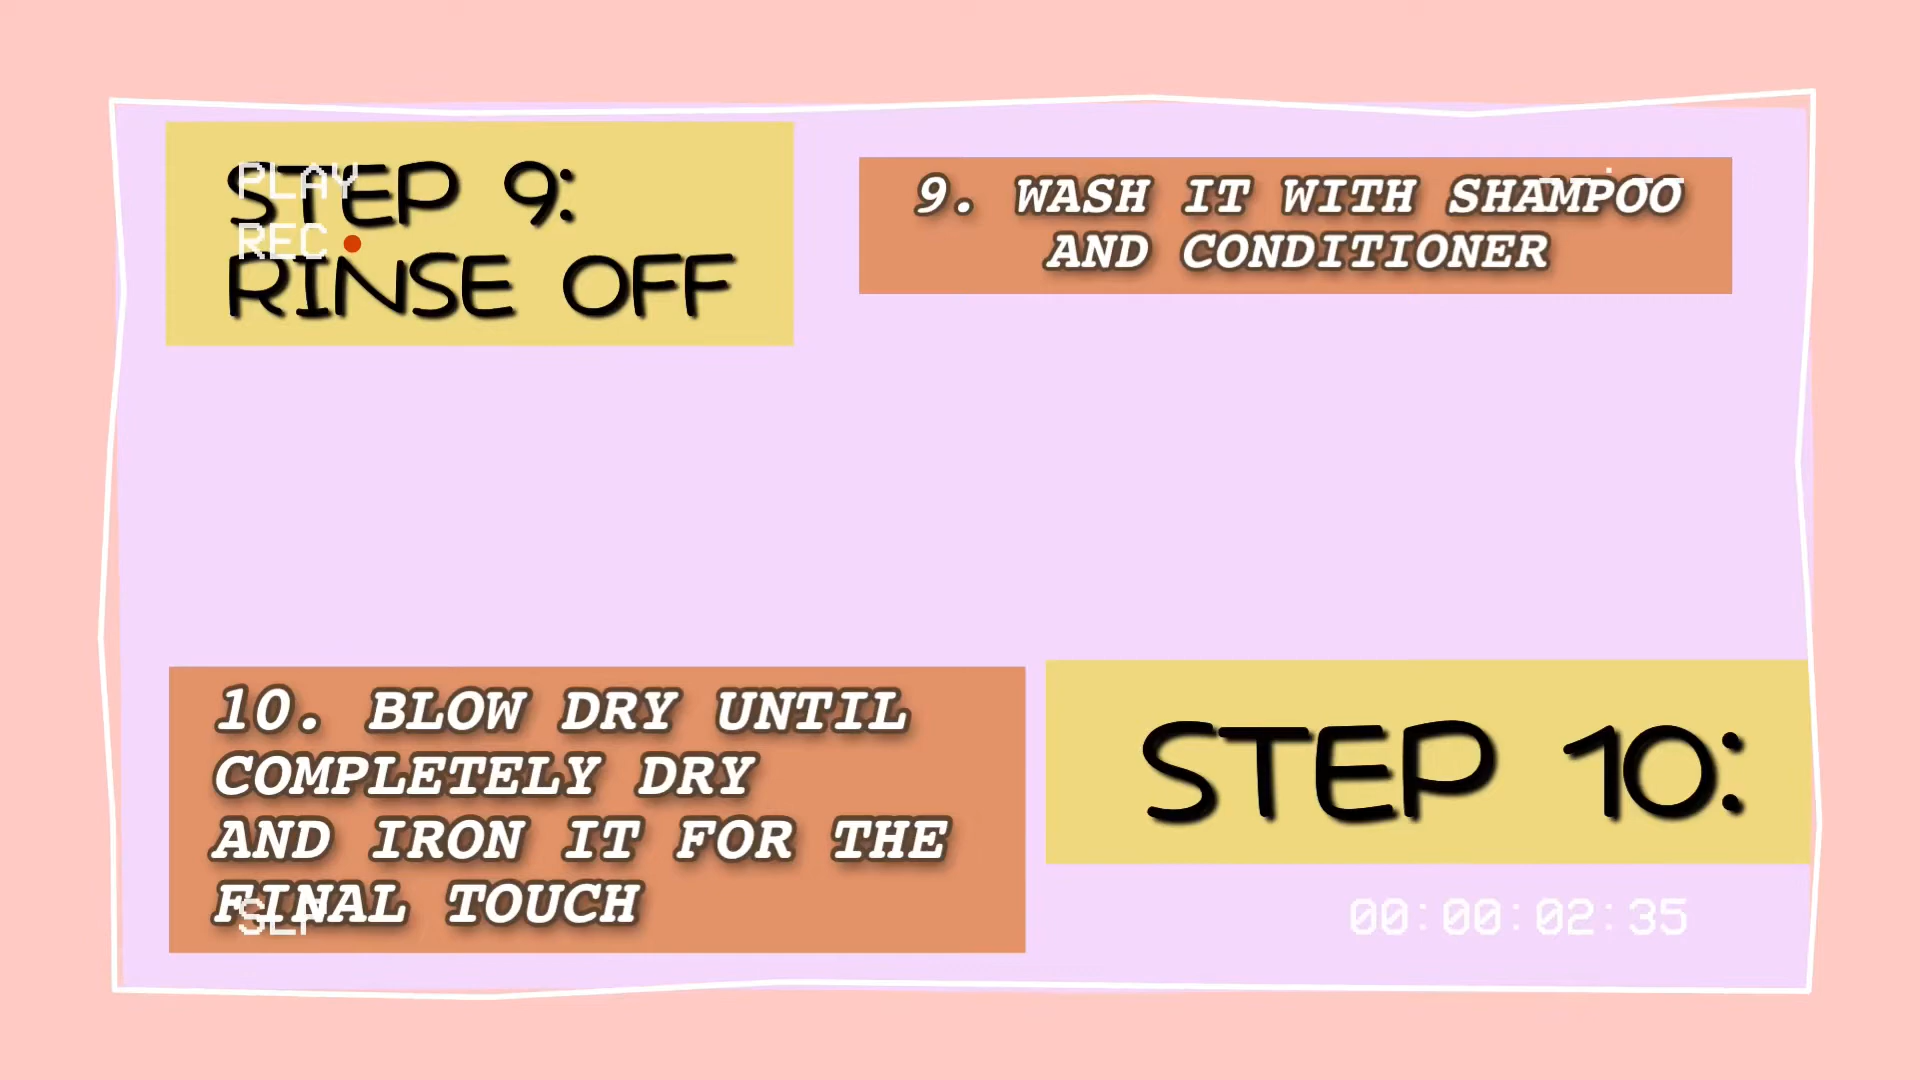 PLAY
REC
STEP 9:
RINSE OFF
9. WASH IT WITH SHAMPOO
AND CONDITIONER
10. BLOW DRY UNTIL
COMPLETELY DRY
AND IRON IT FOR THE
FINAL TOUCH
STEP 10:
00:00:02:35